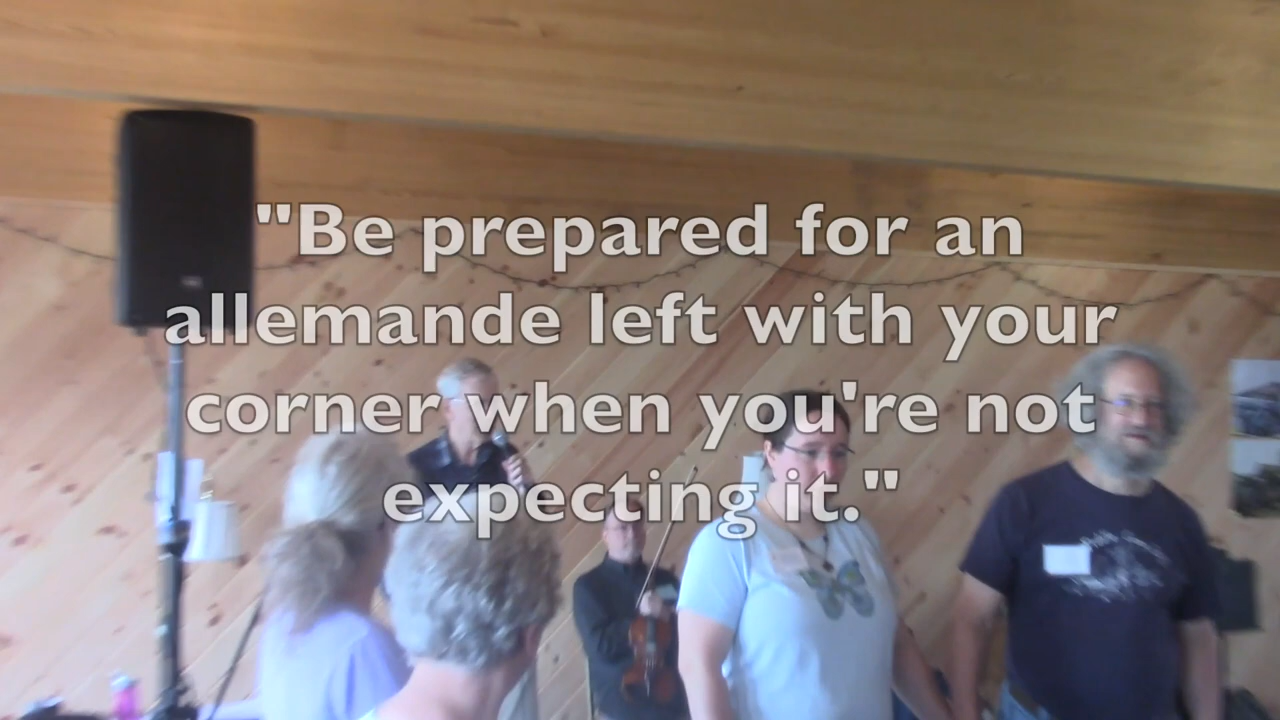 "Be prepared for an
allemande left with your
corner when you're not
expecting it."